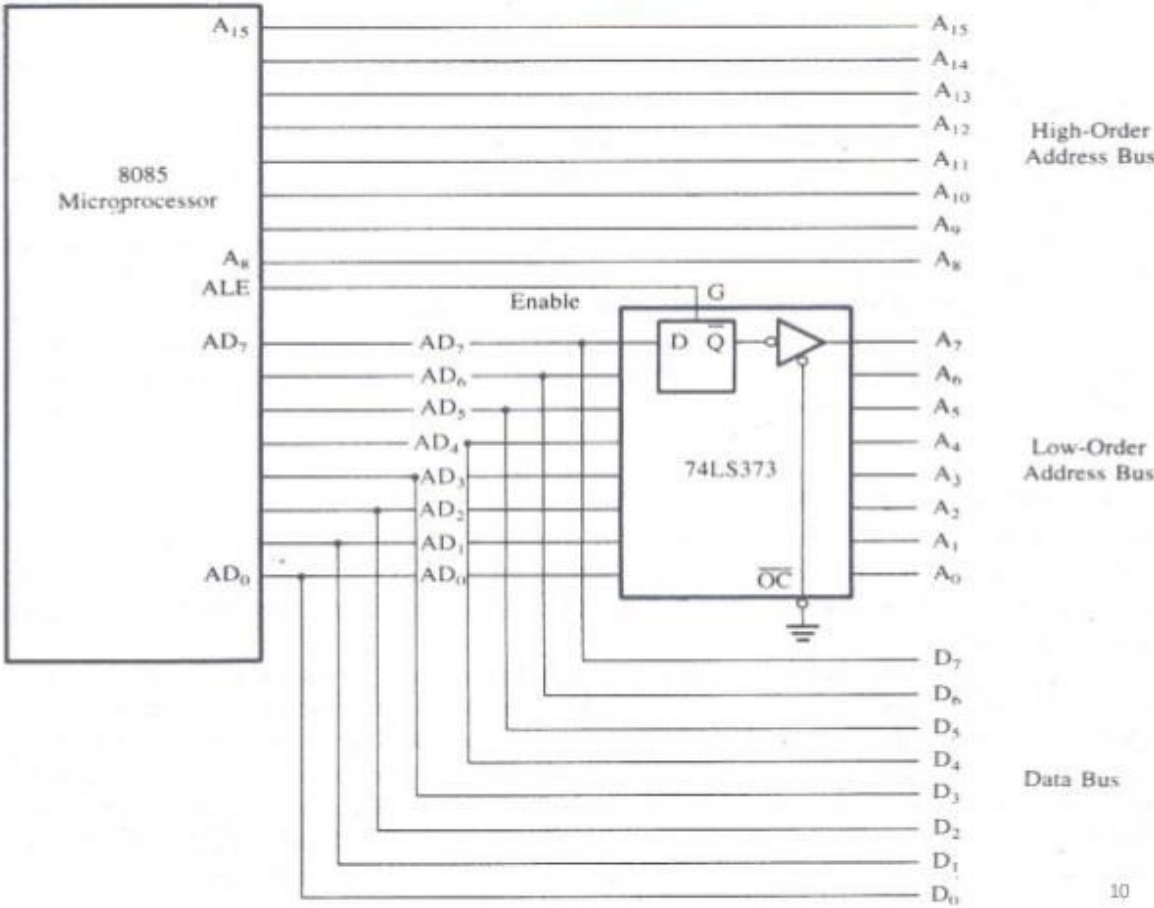 A15 A15
A14
A13
A12
High-Order
Address Bus
A11
8085
Microprocessor
A10
A9
A8 A8
ALE
Enable
G
AD7 AD7 D Q̅ A7
AD6 A6
AD5 A5
AD4 A4
Low-Order
Address Bus
AD3 74LS373 A3
AD2 A2
AD1 A1
AD0 AD0 O̅C̅ A0
D7
D6
D5
D4
Data Bus
D3
D2
D1
D0
10